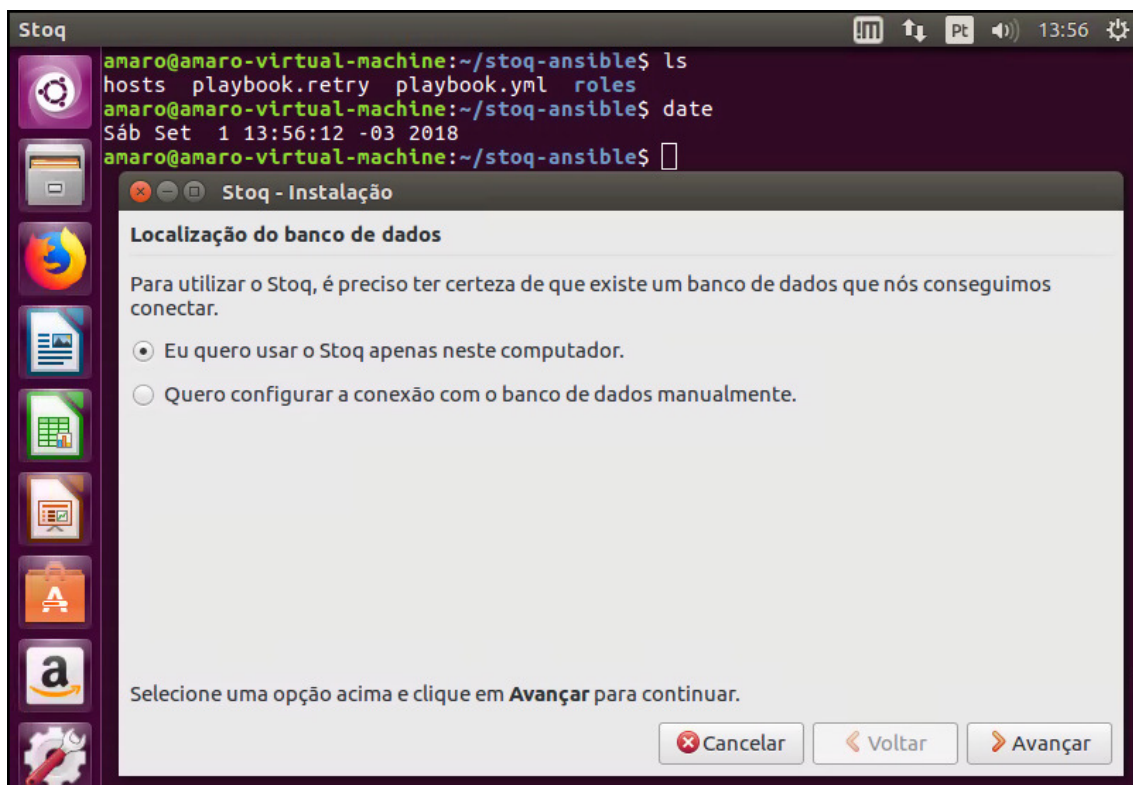 Stoq
Pt
13:56
amaro@amaro-virtual-machine:~/stoq-ansible$ ls
hosts  playbook.retry  playbook.yml  roles
amaro@amaro-virtual-machine:~/stoq-ansible$ date
Sáb Set  1 13:56:12 -03 2018
amaro@amaro-virtual-machine:~/stoq-ansible$
Stoq - Instalação
Localização do banco de dados
Para utilizar o Stoq, é preciso ter certeza de que existe um banco de dados que nós conseguimos
conectar.
Eu quero usar o Stoq apenas neste computador.
Quero configurar a conexão com o banco de dados manualmente.
Selecione uma opção acima e clique em Avançar para continuar.
Cancelar
Voltar
Avançar